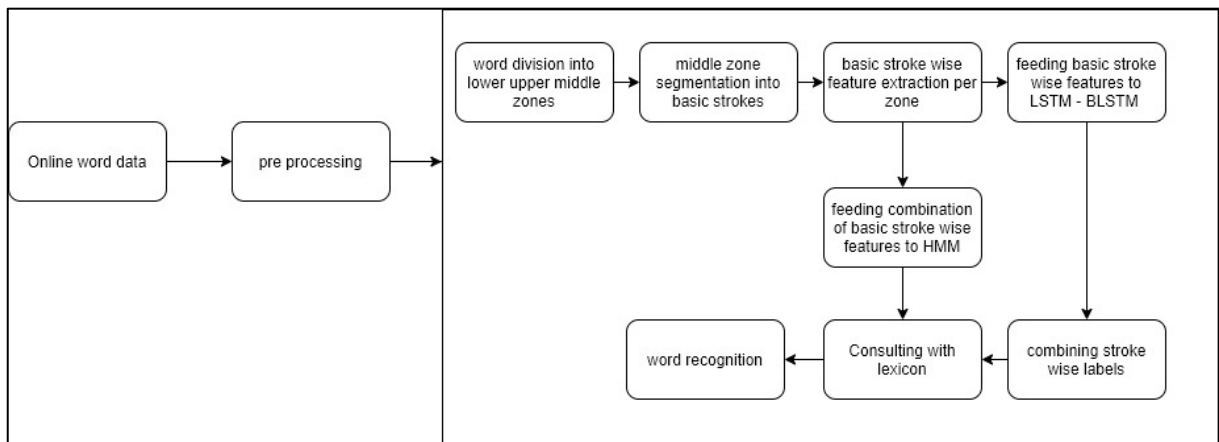 Online word data
pre processing
word division into
lower upper middle
zones
middle zone
segmentation into
basic strokes
basic stroke wise
feature extraction per
zone
feeding basic stroke
wise features to
LSTM - BLSTM
feeding combination
of basic stroke wise
features to HMM
word recognition
Consulting with
lexicon
combining stroke
wise labels